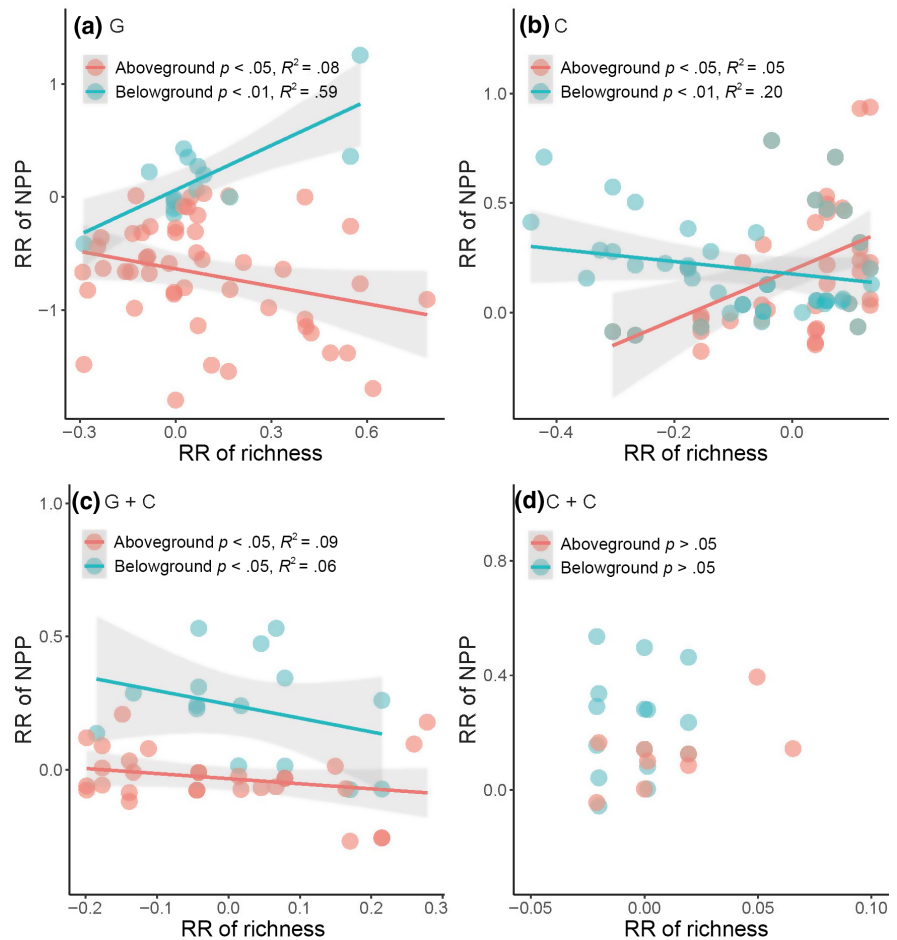 (a) G
Aboveground p < .05, R² = .08
Belowground p < .01, R² = .59
1
0
−1
−0.3 0.0 0.3 0.6
RR of richness
RR of NPP
(b) C
Aboveground p < .05, R² = .05
Belowground p < .01, R² = .20
1.0
0.5
0.0
−0.4 −0.2 0.0
RR of richness
RR of NPP
(c) G + C
Aboveground p < .05, R² = .09
Belowground p < .05, R² = .06
1.0
0.5
0.0
−0.2 −0.1 0.0 0.1 0.2 0.3
RR of richness
RR of NPP
(d) C + C
Aboveground p > .05
Belowground p > .05
0.8
0.4
0.0
−0.05 0.00 0.05 0.10
RR of richness
RR of NPP